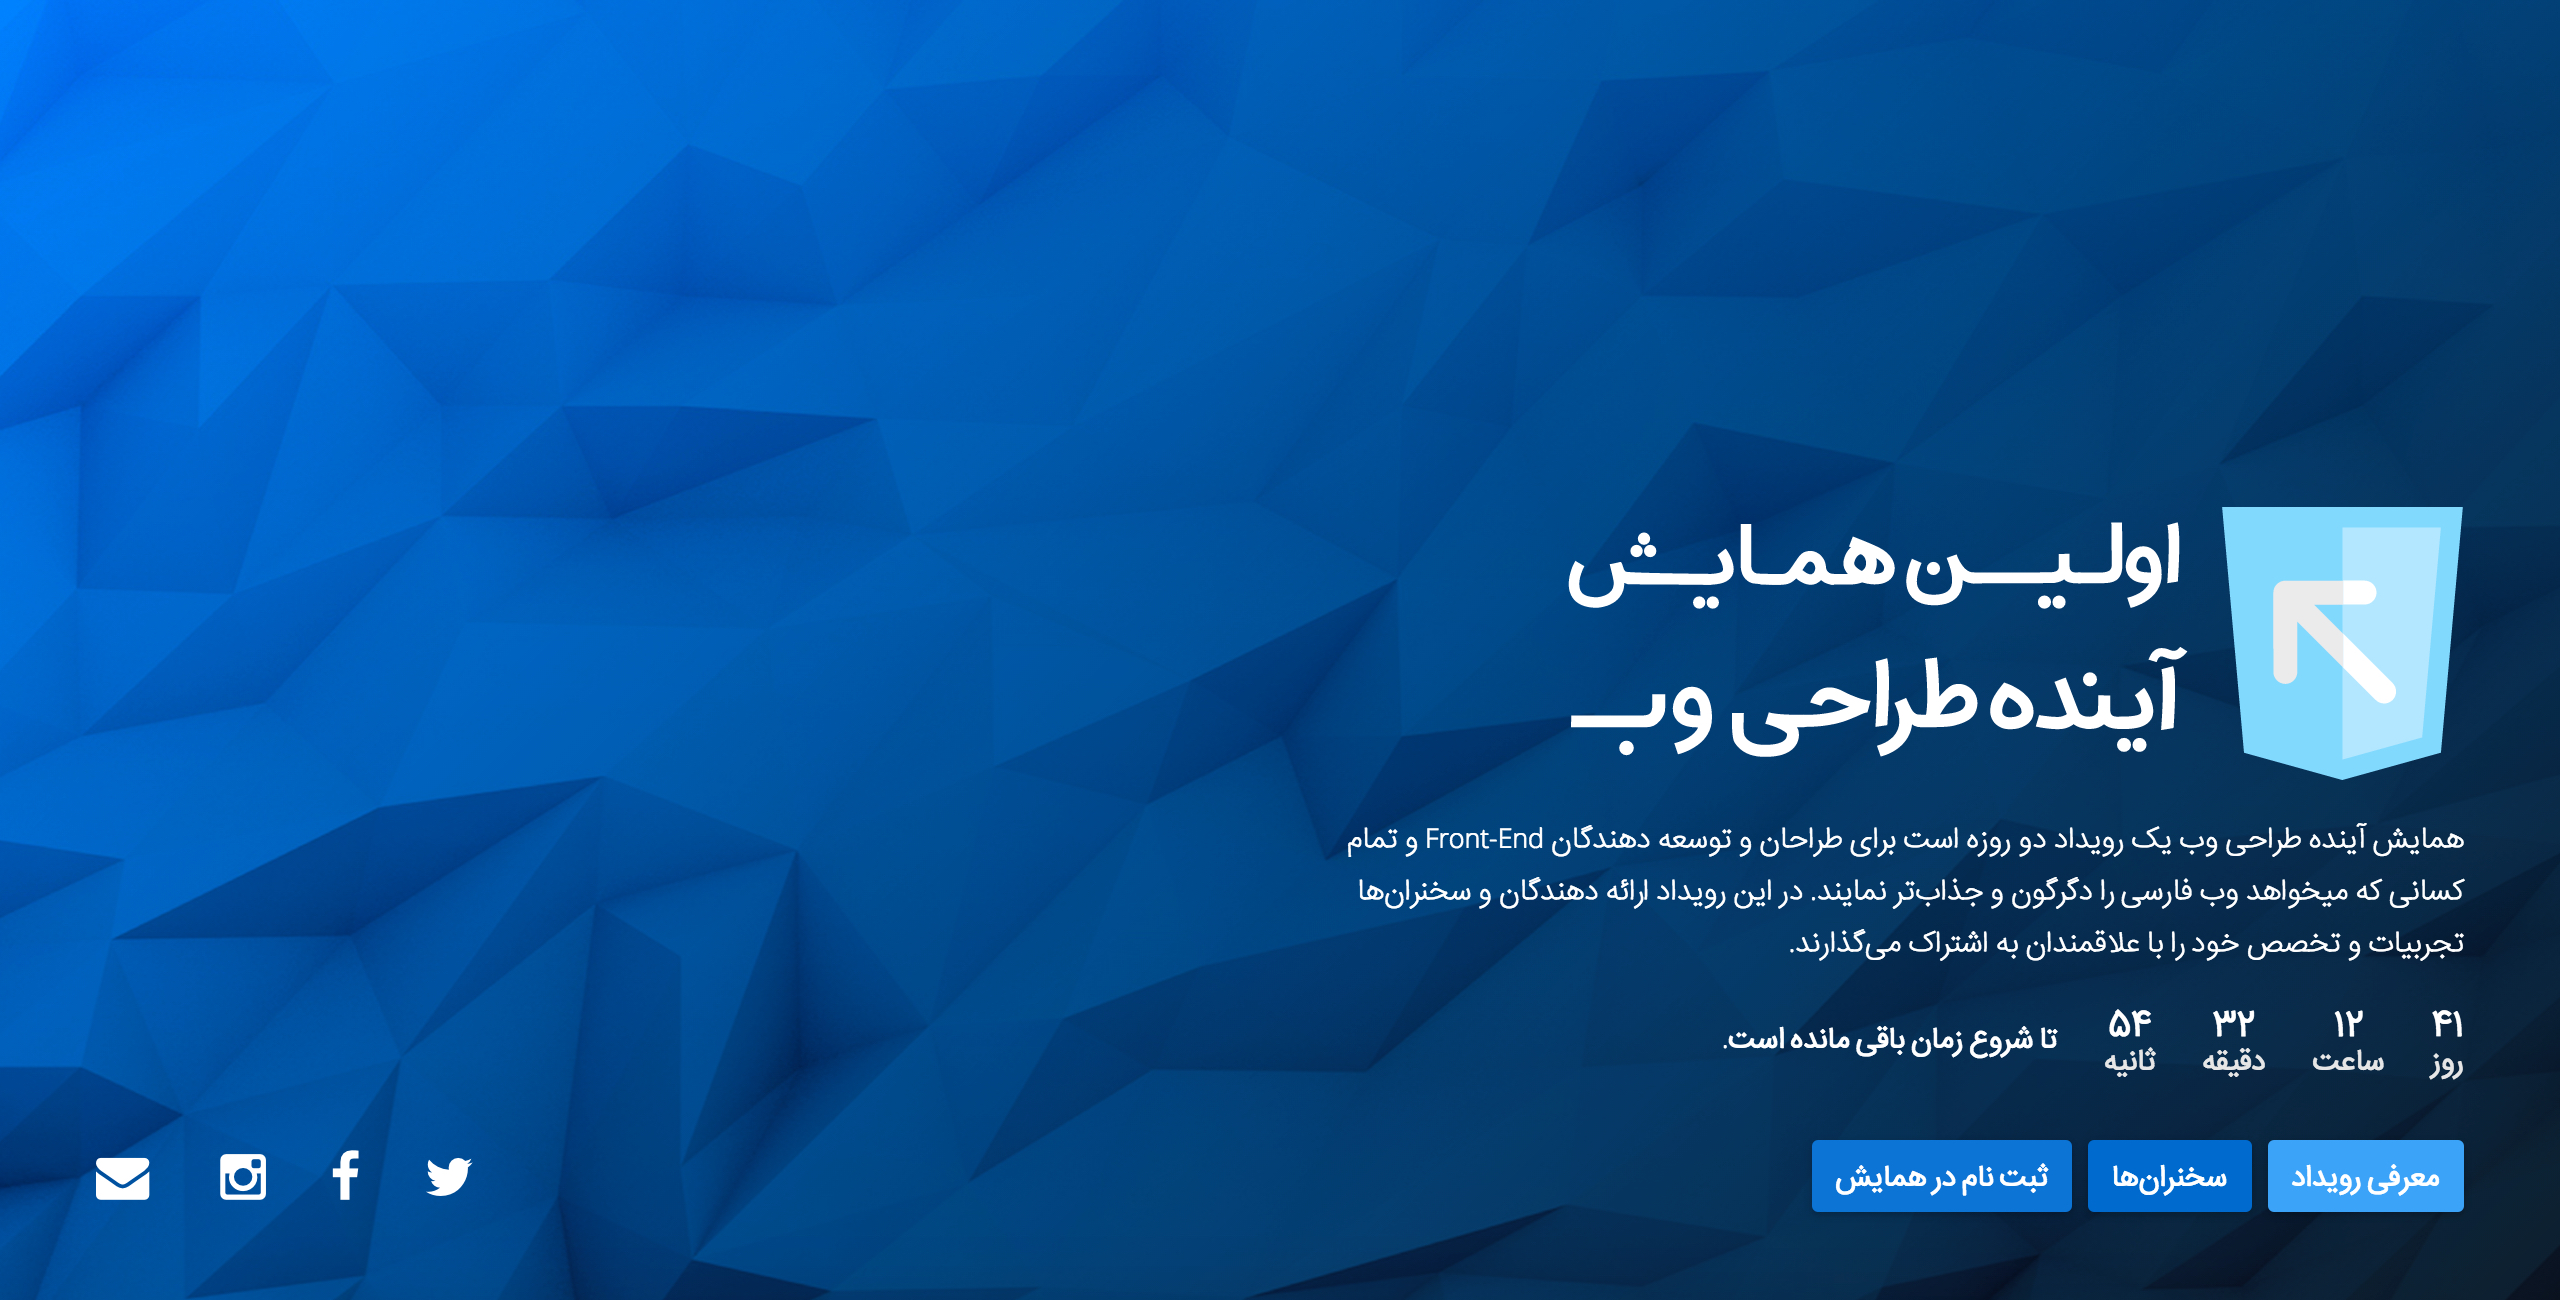 اولین همایش
آینده طراحی وب
همایش آینده طراحی وب یک رویداد دو روزه است برای طراحان و توسعه دهندگان Front-End و تمام
کسانی که میخواهد وب فارسی را دگرگون و جذاب‌تر نمایند. در این رویداد ارائه دهندگان و سخنران‌ها
تجربیات و تخصص خود را با علاقمندان به اشتراک می‌گذارند.
۴۱ ۱۲ ۳۲ ۵۴
روز ساعت دقیقه ثانیه
تا شروع زمان باقی مانده است.
معرفی رویداد
سخنران‌ها
ثبت نام در همایش